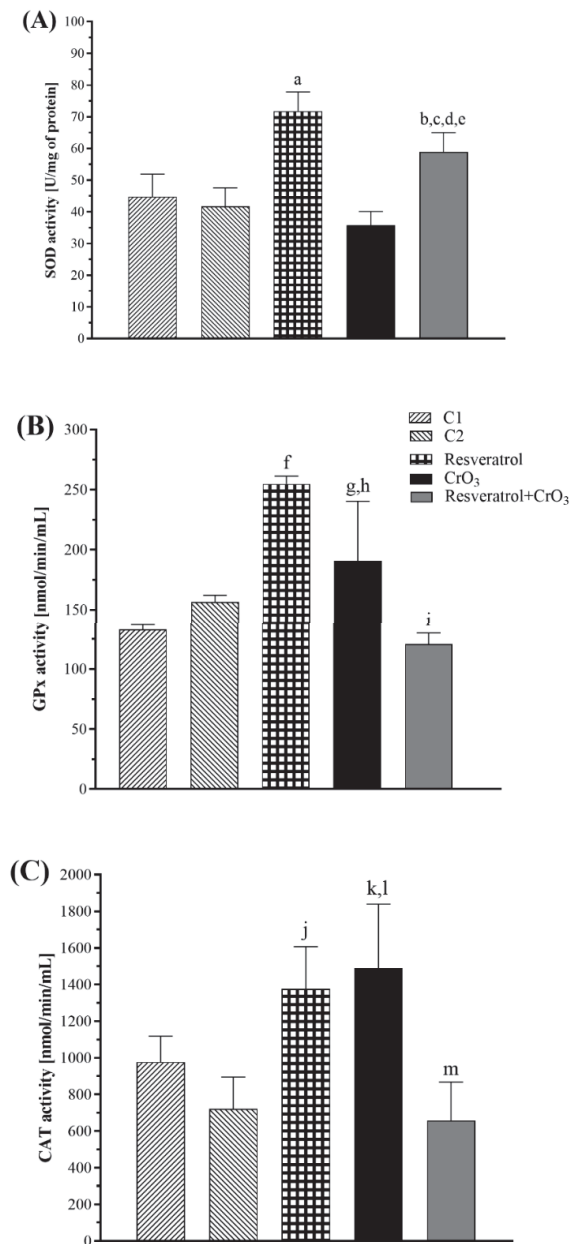 (A)
SOD activity [U/mg of protein]
100
90
80
70
60
50
40
30
20
10
0
a
b,c,d,e
(B)
C1
C2
Resveratrol
CrO₃
Resveratrol+CrO₃
GPx activity [nmol/min/mL]
300
250
200
150
100
50
0
f
g,h
i
(C)
CAT activity [nmol/min/mL]
2000
1800
1600
1400
1200
1000
800
600
400
200
0
j
k,l
m